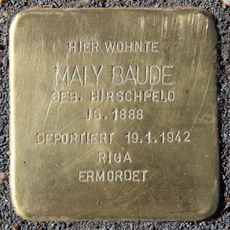 HIER WOHNTE
MALY BAUDE
GEB. HIRSCHFELD
JG. 1888
DEPORTIERT 19.1.1942
RIGA
ERMORDET